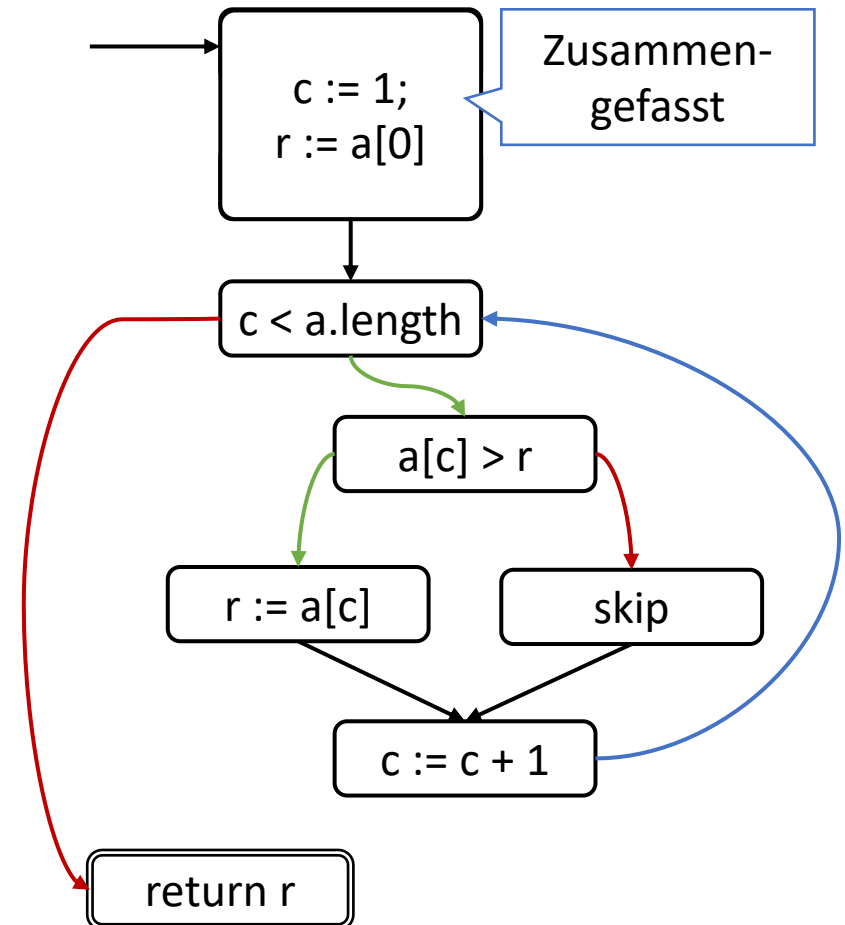 c := 1;
r := a[0]
Zusammen-
gefasst
c < a.length
a[c] > r
r := a[c]
skip
c := c + 1
return r